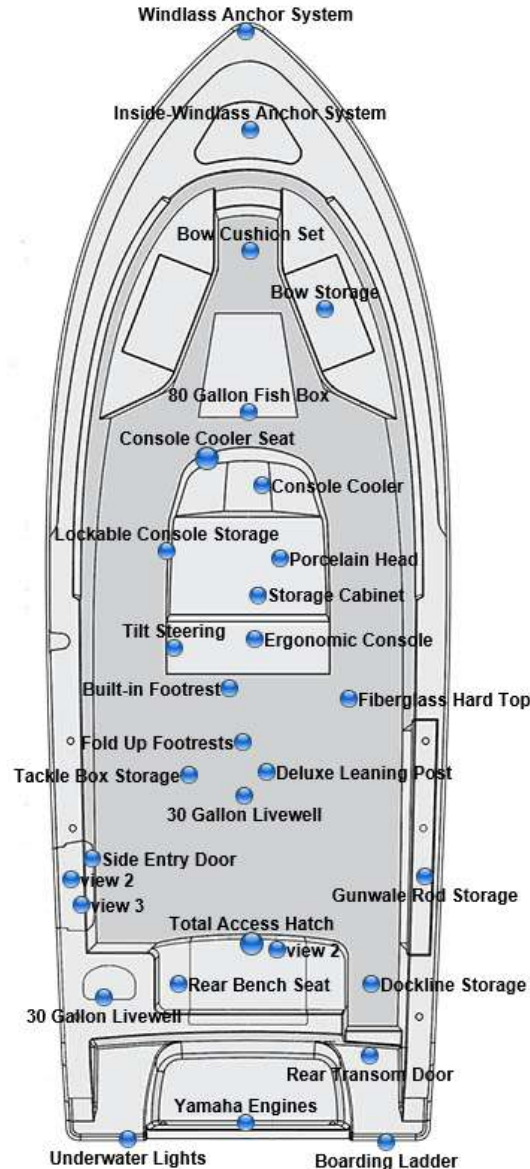 Windlass Anchor System
Inside-Windlass Anchor System
Bow Cushion Set
Bow Storage
80 Gallon Fish Box
Console Cooler Seat
Console Cooler
Lockable Console Storage
Porcelain Head
Storage Cabinet
Tilt Steering
Ergonomic Console
Built-in Footrest
Fiberglass Hard Top
Fold Up Footrests
Tackle Box Storage
Deluxe Leaning Post
30 Gallon Livewell
Side Entry Door
view 2
Gunwale Rod Storage
view 3
Total Access Hatch
view 2
Rear Bench Seat
Dockline Storage
30 Gallon Livewell
Rear Transom Door
Yamaha Engines
Underwater Lights
Boarding Ladder